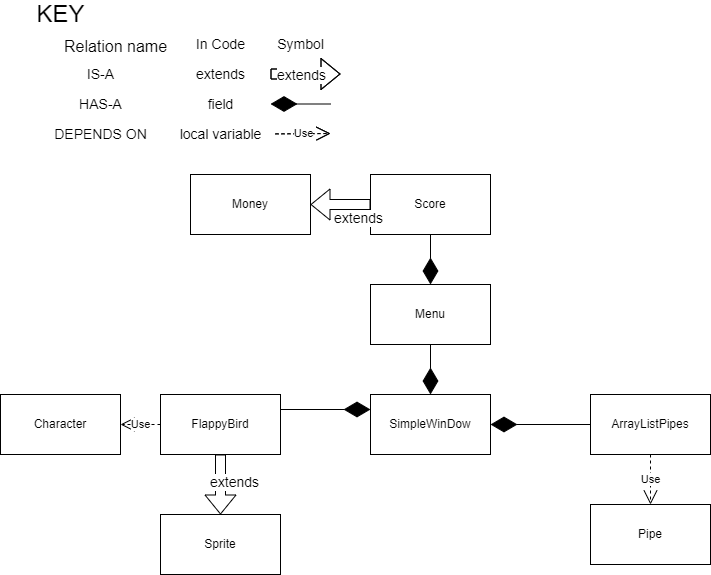 KEY
Relation name In Code Symbol
IS-A extends extends
HAS-A field
DEPENDS ON local variable Use
Money Score
extends
Menu
Character Use FlappyBird SimpleWinDow ArrayListPipes
extends Use
Sprite Pipe